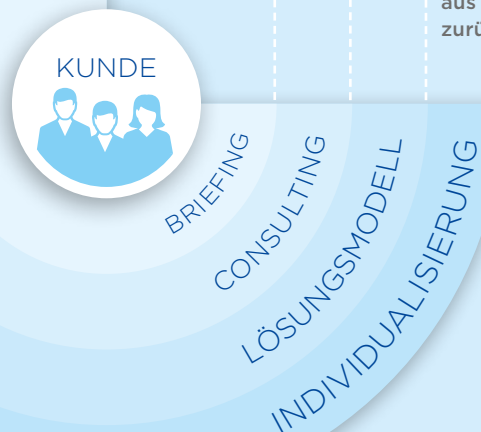 aus
zurü
KUNDE
BRIEFING
CONSULTING
LÖSUNGSMODELL
INDIVIDUALISIERUNG